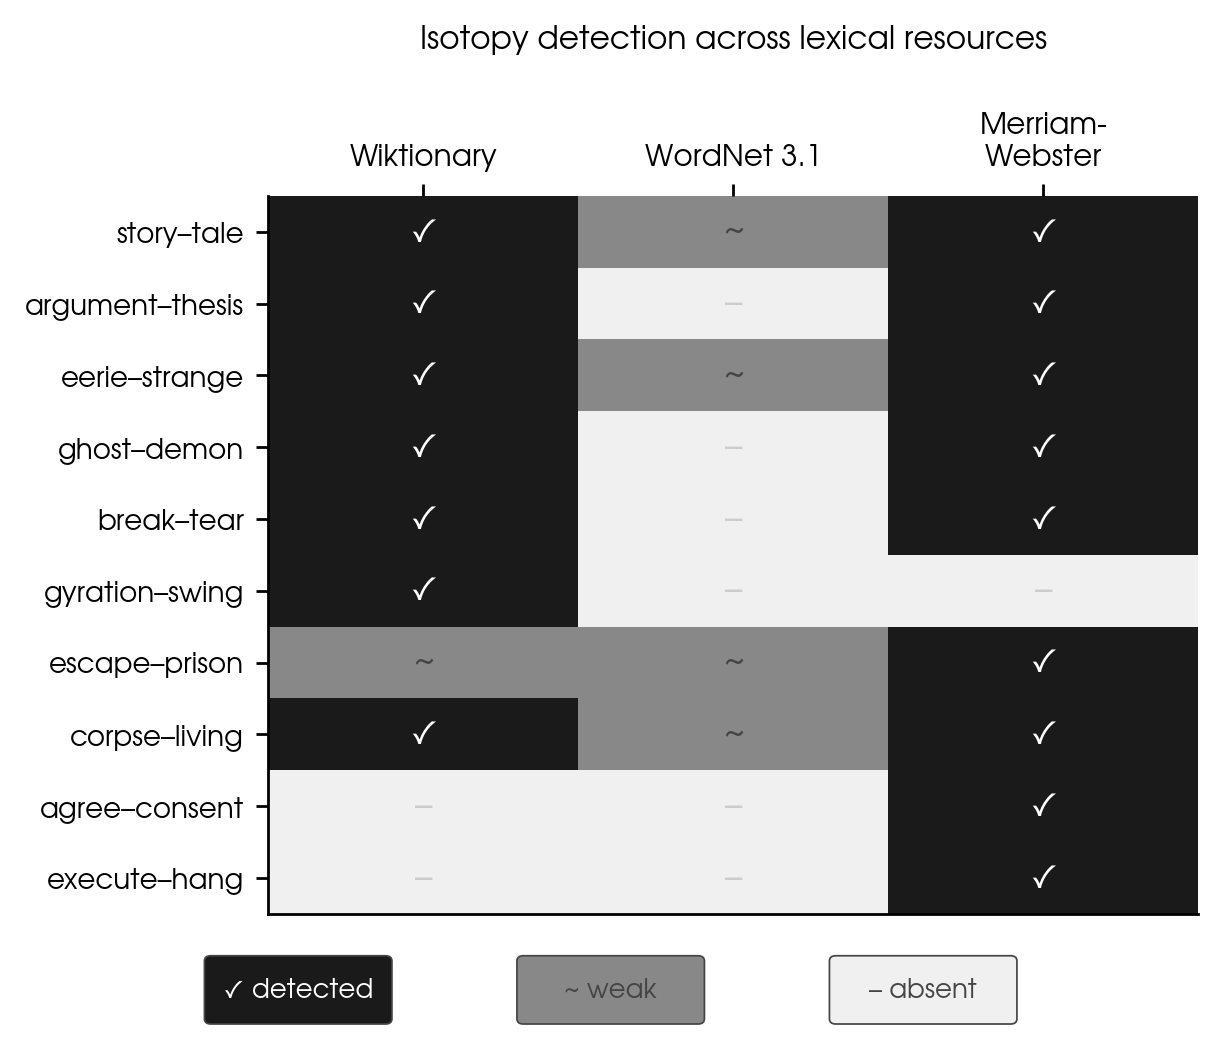 Isotopy detection across lexical resources
Wiktionary
WordNet 3.1
Merriam-
Webster
story–tale ✓ ~ ✓
argument–thesis ✓ – ✓
eerie–strange ✓ ~ ✓
ghost–demon ✓ – ✓
break–tear ✓ – ✓
gyration–swing ✓ – –
escape–prison ~ ~ ✓
corpse–living ✓ ~ ✓
agree–consent – – ✓
execute–hang – – ✓
✓ detected
~ weak
– absent